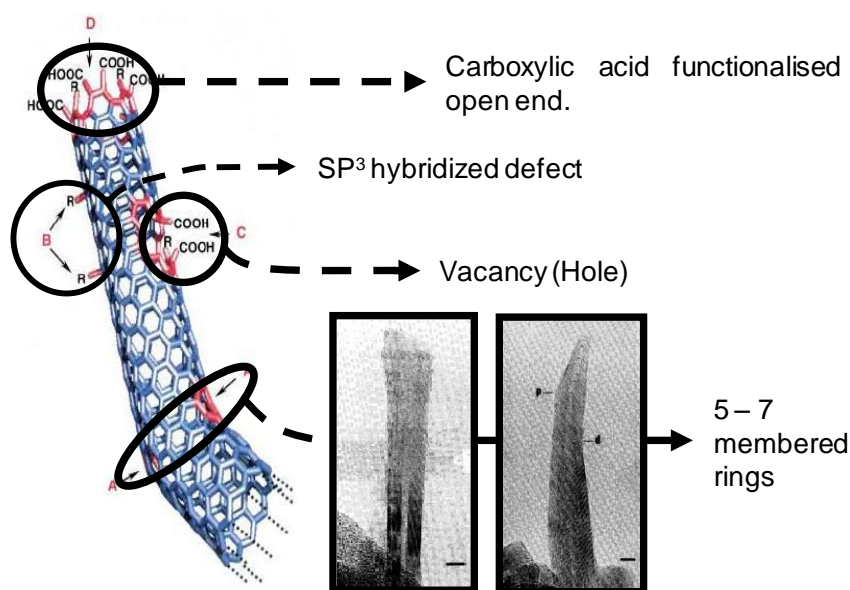 D
COOH
HOOC
R
R
COOH
HOOC
Carboxylic acid functionalised
open end.
SP³ hybridized defect
R
B
R
COOH
R
COOH
C
Vacancy (Hole)
A
p
d
5 – 7
membered
rings